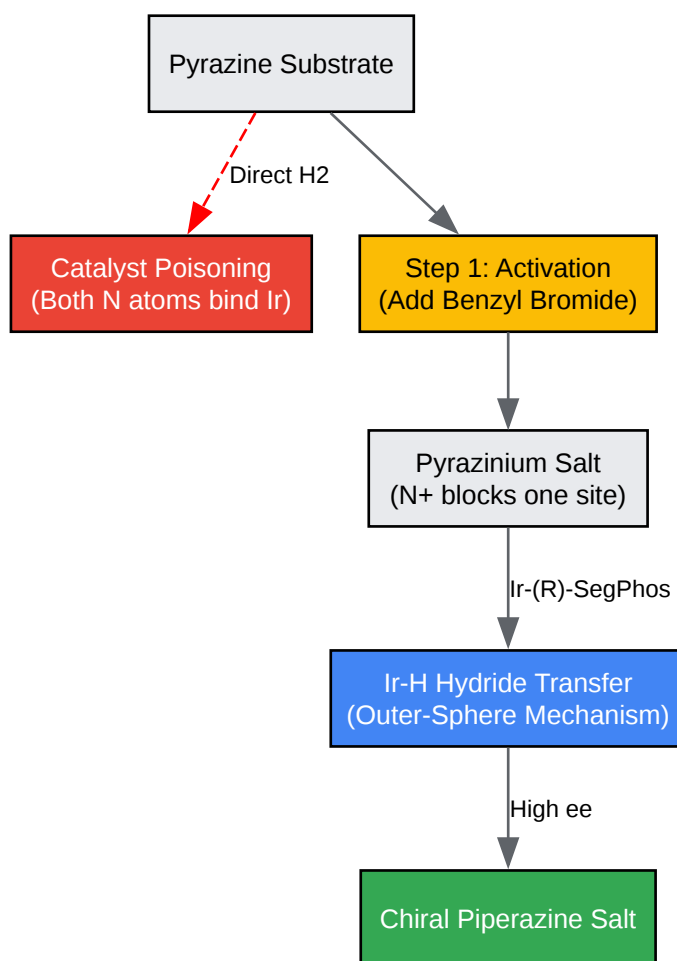 Pyrazine Substrate
Direct H2
Catalyst Poisoning
(Both N atoms bind Ir)
Step 1: Activation
(Add Benzyl Bromide)
Pyrazinium Salt
(N+ blocks one site)
Ir-(R)-SegPhos
Ir-H Hydride Transfer
(Outer-Sphere Mechanism)
High ee
Chiral Piperazine Salt